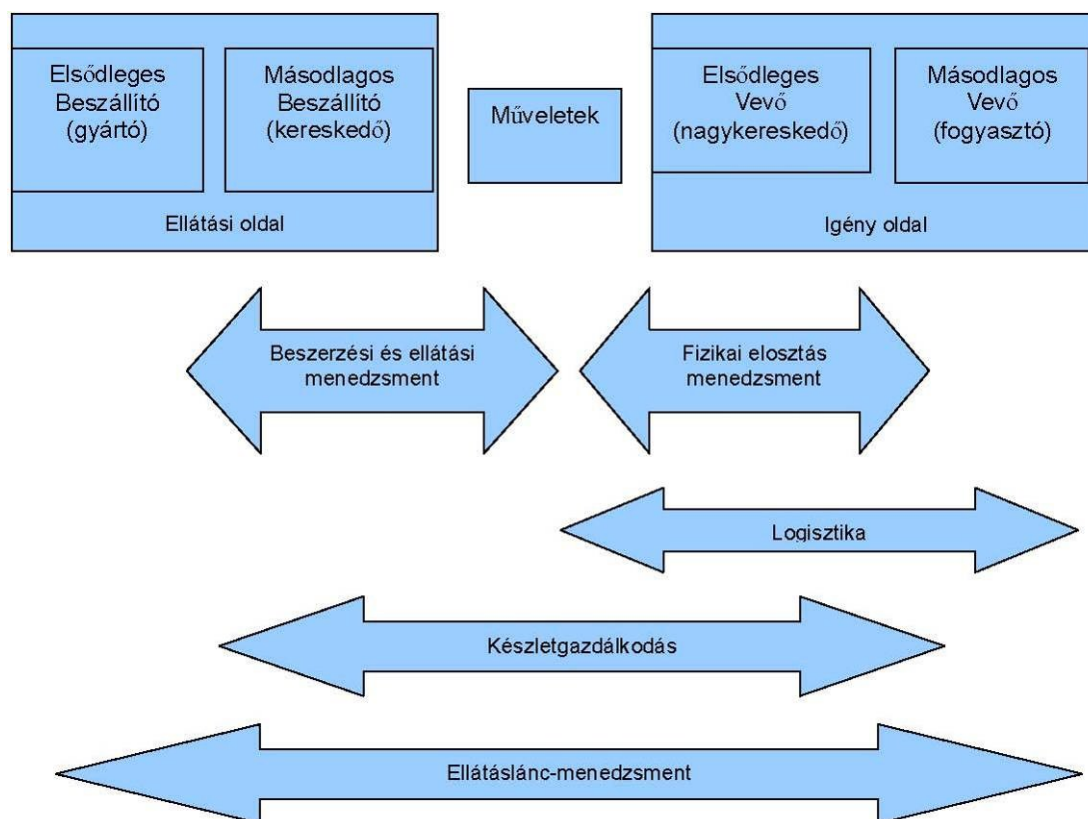 Elsődleges
Beszállító
(gyártó)
Másodlagos
Beszállító
(kereskedő)
Ellátási oldal
Műveletek
Elsődleges
Vevő
(nagykereskedő)
Másodlagos
Vevő
(fogyasztó)
Igény oldal
Beszerzési és ellátási
menedzsment
Fizikai elosztás
menedzsment
Logisztika
Készletgazdálkodás
Ellátáslánc-menedzsment